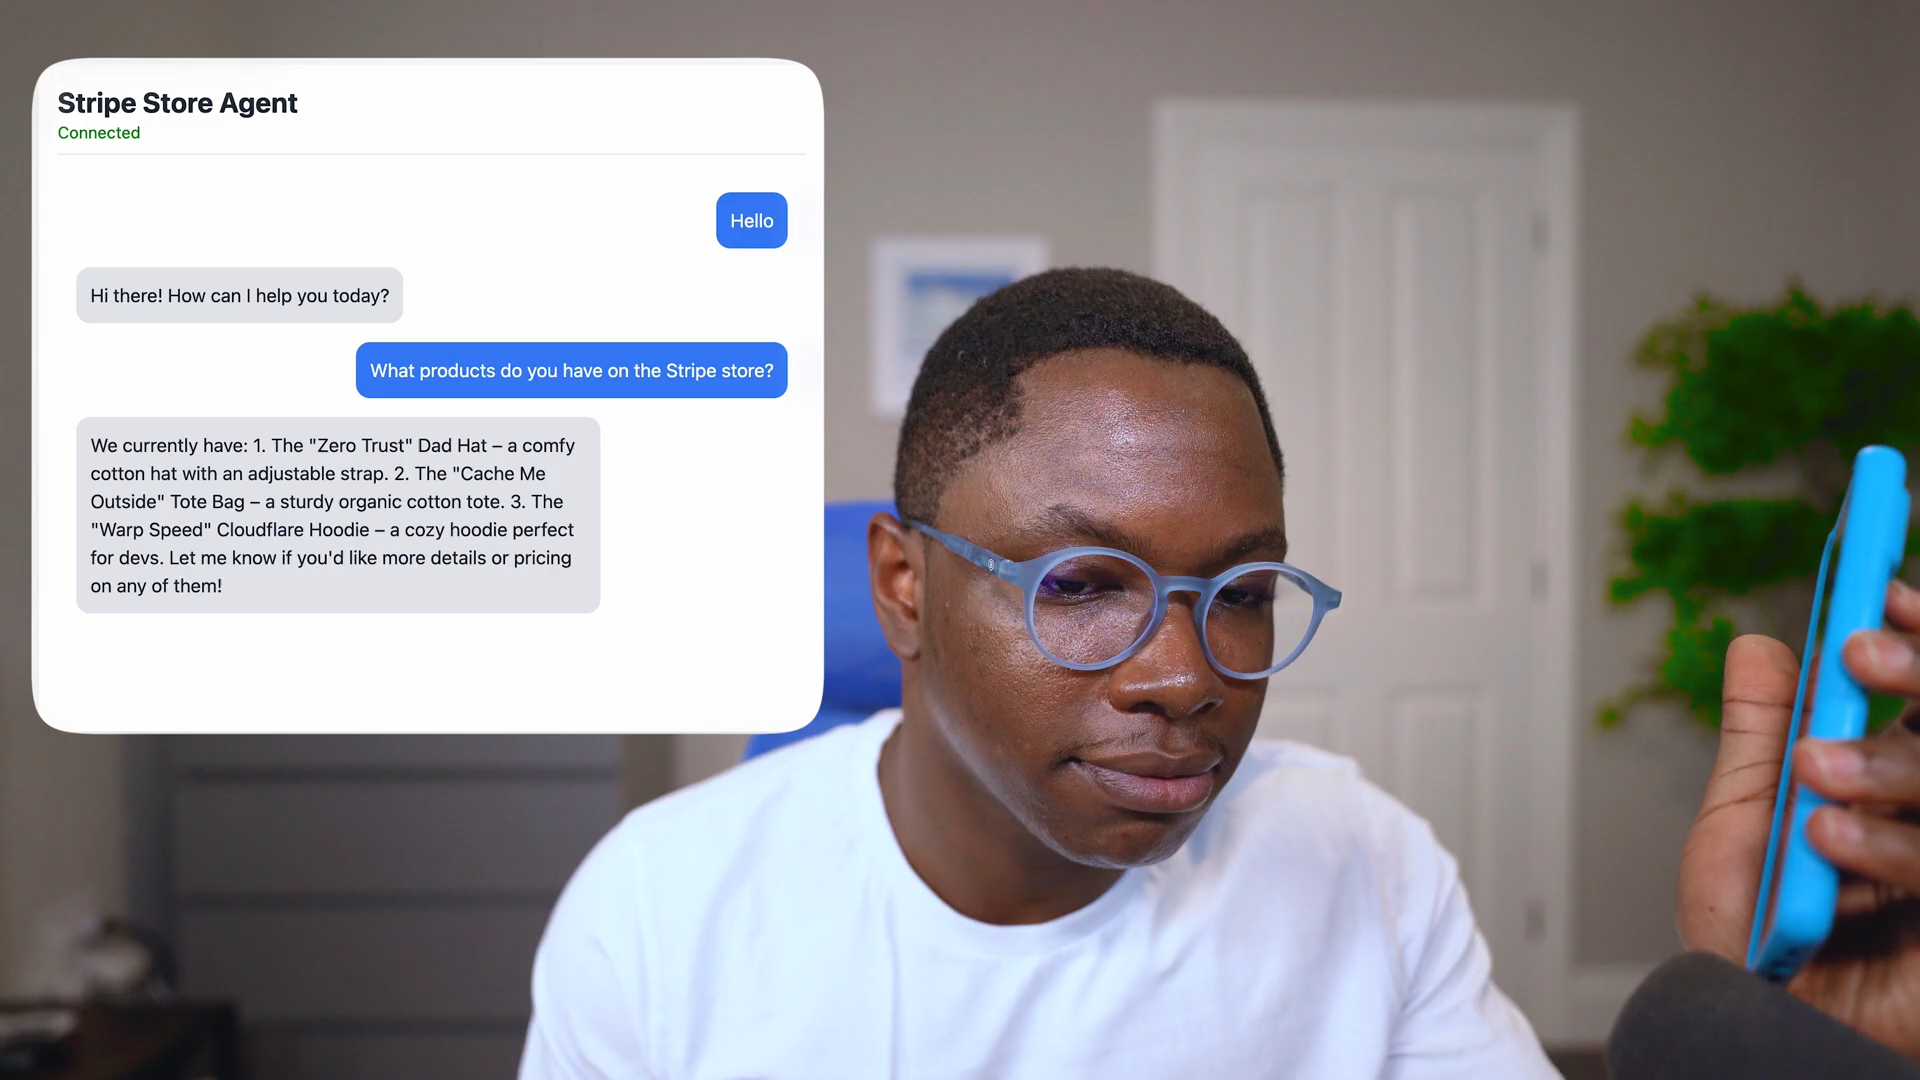 Stripe Store Agent
Connected
Hello
Hi there! How can I help you today?
What products do you have on the Stripe store?
We currently have: 1. The "Zero Trust" Dad Hat – a comfy
cotton hat with an adjustable strap. 2. The "Cache Me
Outside" Tote Bag – a sturdy organic cotton tote. 3. The
"Warp Speed" Cloudflare Hoodie – a cozy hoodie perfect
for devs. Let me know if you'd like more details or pricing
on any of them!